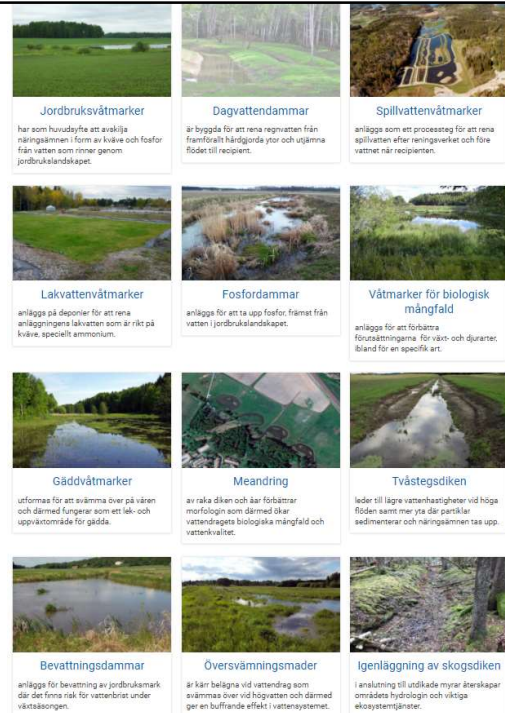 Jordbruksvåtmarker
har som huvudsyfte att avskilja
näringsämnen i form av kväve och fosfor
från vatten som rinner genom
jordbrukslandskapet.
Dagvattendammar
är byggda för att rena regnvatten från
framförallt hårdgjorda ytor och utjämna
flödet till recipient.
Spillvattenvåtmarker
anläggs som ett processteg för att rena
spillvatten efter reningsverket och före
vattnet når recipienten.
Lakvattenvåtmarker
anläggs på deponier för att rena
anläggningens lakvatten som är rikt på
kväve, speciellt ammonium.
Fosfordammar
anläggs för att ta upp fosfor, främst från
vatten i jordbrukslandskapet.
Våtmarker för biologisk
mångfald
anläggs för att förbättra
förutsättningarna för växt- och djurarter,
ibland för en specifik art.
Gäddvåtmarker
utformas för att svämma över på våren
och därmed fungerar som ett lek- och
uppväxtområde för gädda.
Meandring
av raka diken och åar förbättrar
morfologin som därmed ökar
vattendragets biologiska mångfald och
vattenkvalitet.
Tvåstegsdiken
leder till lägre vattenhastigheter vid höga
flöden samt mer yta där partiklar
sedimenterar och näringsämnen tas upp.
Bevattningsdammar
anläggs för bevattning av jordbruksmark
där det finns risk för vattenbrist under
växtsäsongen.
Översvämningsmader
är kärr belägna vid vattendrag som
svämmas över vid högvatten och därmed
ger en buffrande effekt i vattensystemet.
Igenläggning av skogsdiken
i anslutning till utdikade myrar återskapar
områdets hydrologin och viktiga
ekosystemtjänster.